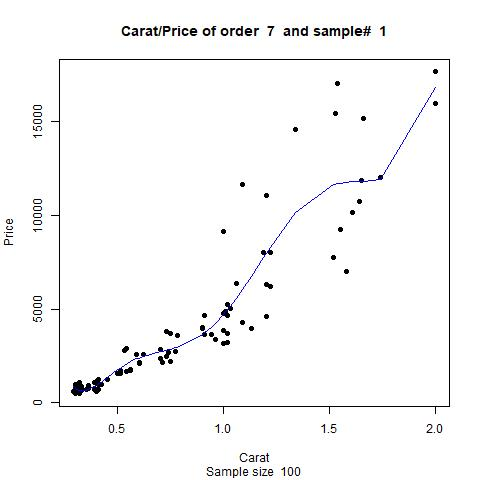 Carat/Price of order  7  and sample#  1
Price
15000
10000
5000
0
0.5 1.0 1.5 2.0
Carat
Sample size  100